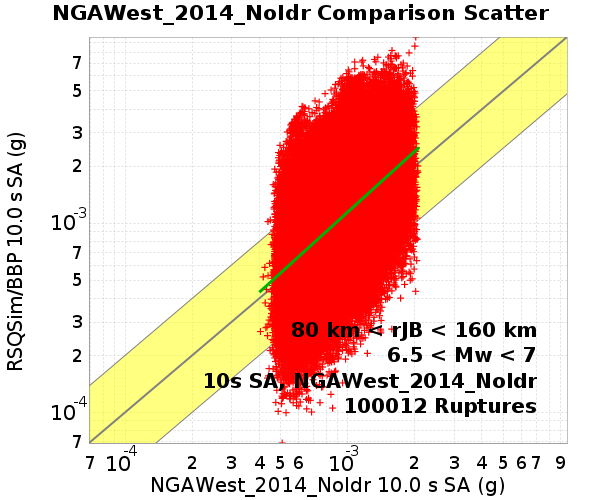 NGAWest_2014_NoIdr Comparison Scatter
RSQSim/BBP 10.0 s SA (g)
7
5
3
2
10-3
7
5
3
2
10-4
7
80 km < rJB < 160 km
6.5 < Mw < 7
10s SA, NGAWest_2014_NoIdr
100012 Ruptures
7 10-4 2 3 4 5 6 10-3 2 3 4 5 6 7 9
NGAWest_2014_NoIdr 10.0 s SA (g)